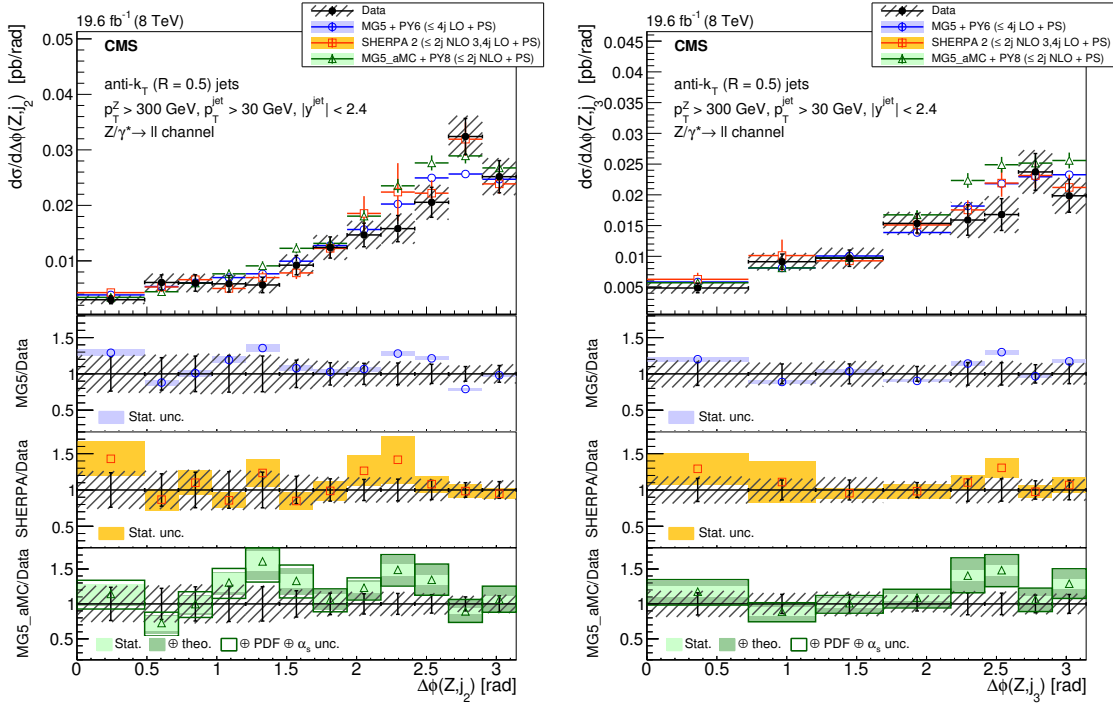 19.6 fb⁻¹ (8 TeV)
Data
MG5 + PY6 (≤ 4j LO + PS)
SHERPA 2 (≤ 2j NLO 3,4j LO + PS)
MG5_aMC + PY8 (≤ 2j NLO + PS)
CMS
anti-k_T (R = 0.5) jets
p_T^Z > 300 GeV, p_T^jet > 30 GeV, |y^jet| < 2.4
Z/γ*→ ll channel
dσ/dΔϕ(Z,j₂) [pb/rad]
0.05
0.04
0.03
0.02
0.01
MG5/Data
1.5
1
0.5
Stat. unc.
SHERPA/Data
1.5
1
0.5
Stat. unc.
MG5_aMC/Data
1.5
1
0.5
Stat.
⊕ theo.
⊕ PDF ⊕ αₛ unc.
0 0.5 1 1.5 2 2.5 3
Δϕ(Z,j₂) [rad]
19.6 fb⁻¹ (8 TeV)
Data
MG5 + PY6 (≤ 4j LO + PS)
SHERPA 2 (≤ 2j NLO 3,4j LO + PS)
MG5_aMC + PY8 (≤ 2j NLO + PS)
CMS
anti-k_T (R = 0.5) jets
p_T^Z > 300 GeV, p_T^jet > 30 GeV, |y^jet| < 2.4
Z/γ*→ ll channel
dσ/dΔϕ(Z,j₃) [pb/rad]
0.045
0.04
0.035
0.03
0.025
0.02
0.015
0.01
0.005
MG5/Data
1.5
1
0.5
Stat. unc.
SHERPA/Data
1.5
1
0.5
Stat. unc.
MG5_aMC/Data
1.5
1
0.5
Stat.
⊕ theo.
⊕ PDF ⊕ αₛ unc.
0 0.5 1 1.5 2 2.5 3
Δϕ(Z,j₃) [rad]